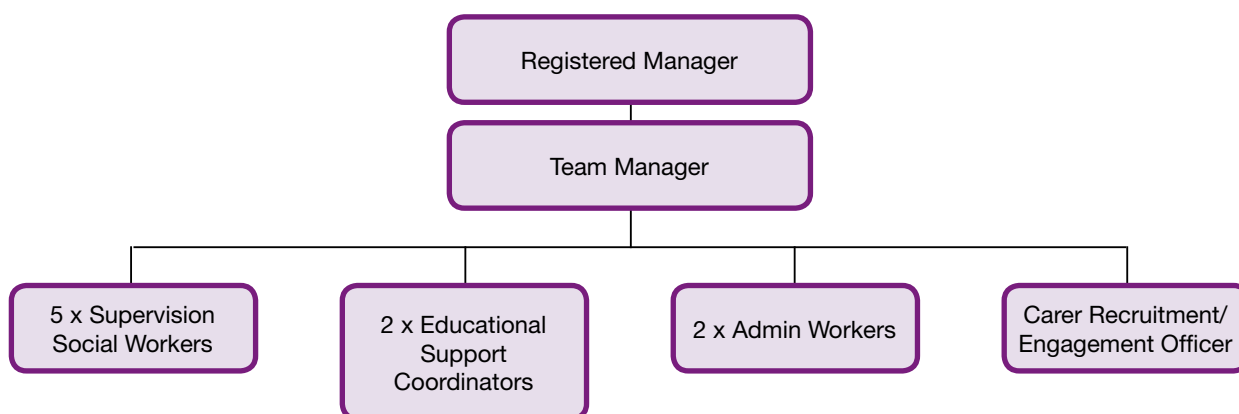 Registered Manager
Team Manager
5 x Supervision
Social Workers
2 x Educational
Support
Coordinators
2 x Admin Workers
Carer Recruitment/
Engagement Officer